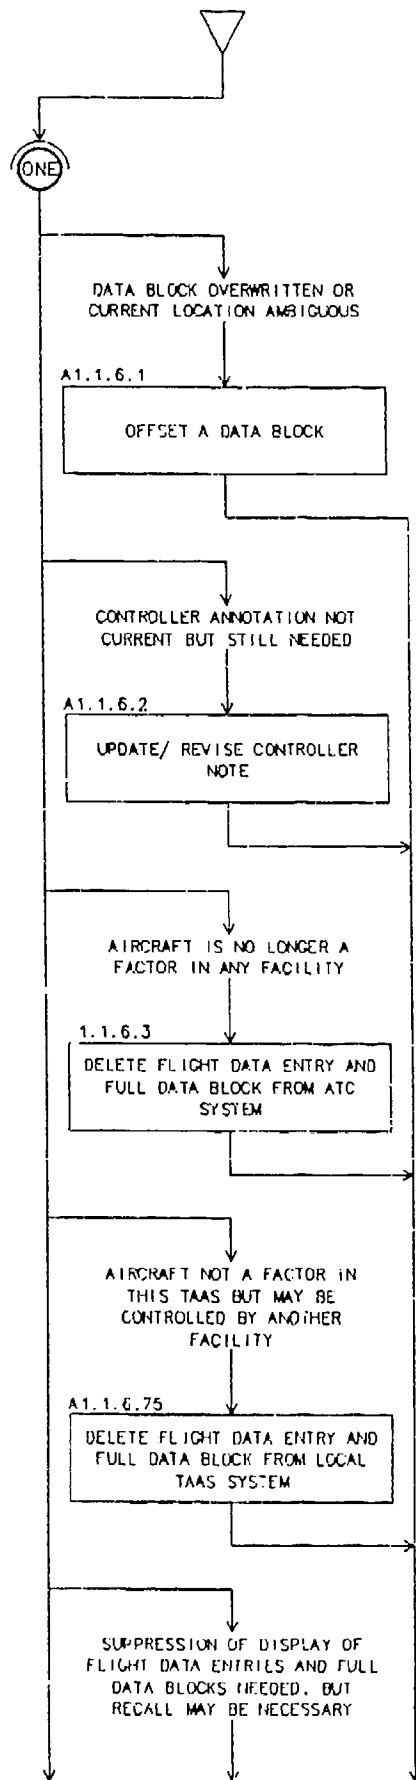 ONE
DATA BLOCK OVERWRITTEN OR
CURRENT LOCATION AMBIGUOUS
A1.1.6.1
OFFSET A DATA BLOCK
CONTROLLER ANNOTATION NOT
CURRENT BUT STILL NEEDED
A1.1.6.2
UPDATE/ REVISE CONTROLLER
NOTE
AIRCRAFT IS NO LONGER A
FACTOR IN ANY FACILITY
1.1.6.3
DELETE FLIGHT DATA ENTRY AND
FULL DATA BLOCK FROM ATC
SYSTEM
AIRCRAFT NOT A FACTOR IN
THIS TAAS BUT MAY BE
CONTROLLED BY ANOTHER
FACILITY
A1.1.6.75
DELETE FLIGHT DATA ENTRY AND
FULL DATA BLOCK FROM LOCAL
TAAS SYSTEM
SUPPRESSION OF DISPLAY OF
FLIGHT DATA ENTRIES AND FULL
DATA BLOCKS NEEDED, BUT
RECALL MAY BE NECESSARY